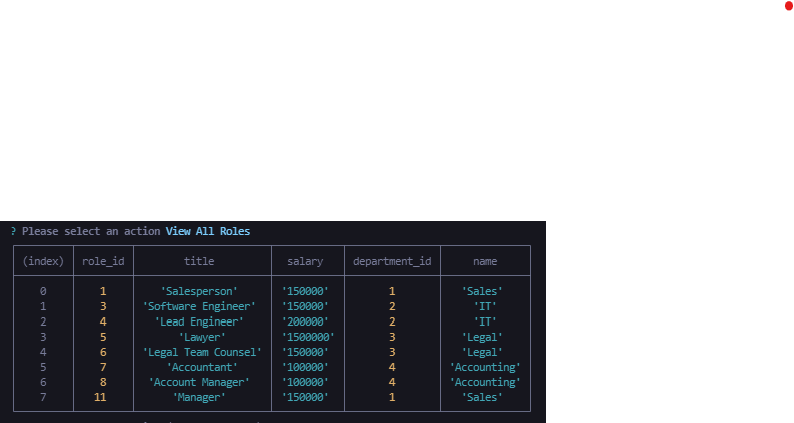 ? Please select an action View All Roles
(index) role_id title salary department_id name
0 1 'Salesperson' '150000' 1 'Sales'
1 3 'Software Engineer' '150000' 2 'IT'
2 4 'Lead Engineer' '200000' 2 'IT'
3 5 'Lawyer' '1500000' 3 'Legal'
4 6 'Legal Team Counsel' '150000' 3 'Legal'
5 7 'Accountant' '100000' 4 'Accounting'
6 8 'Account Manager' '100000' 4 'Accounting'
7 11 'Manager' '150000' 1 'Sales'